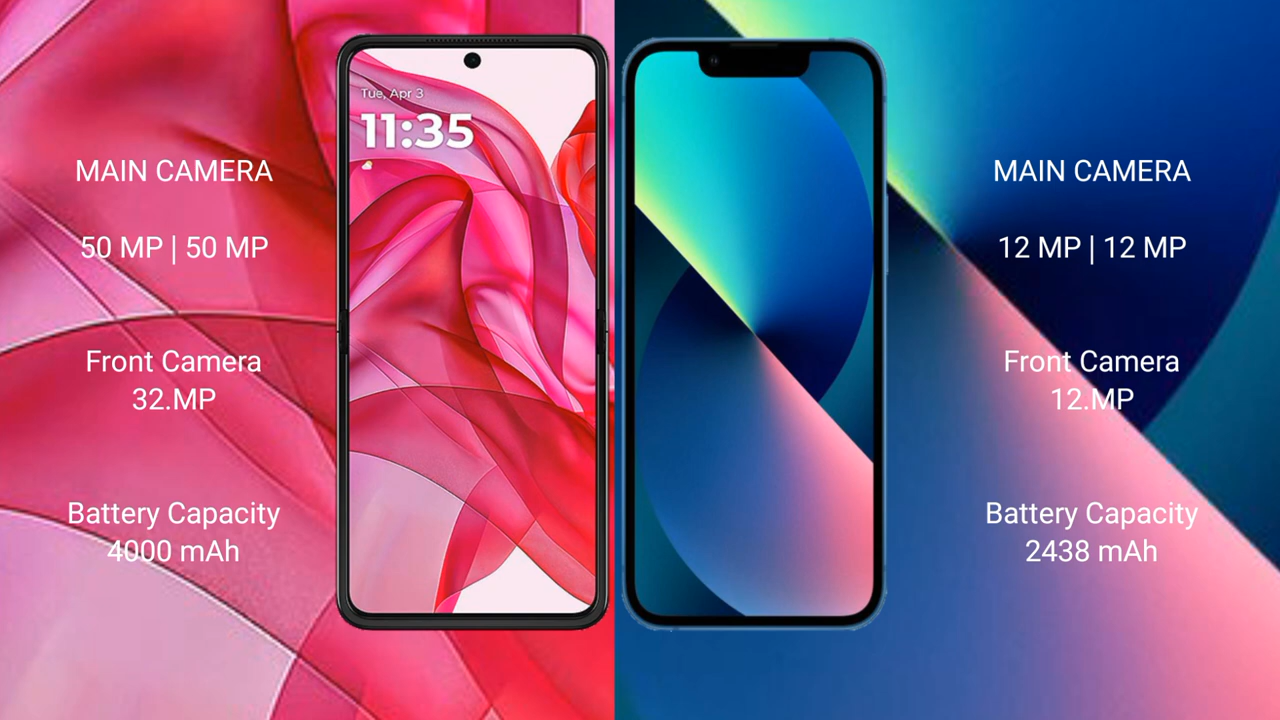 MAIN CAMERA
50 MP | 50 MP
Front Camera
32.MP
Battery Capacity
4000 mAh
Tue, Apr 3
11:35
MAIN CAMERA
12 MP | 12 MP
Front Camera
12.MP
Battery Capacity
2438 mAh